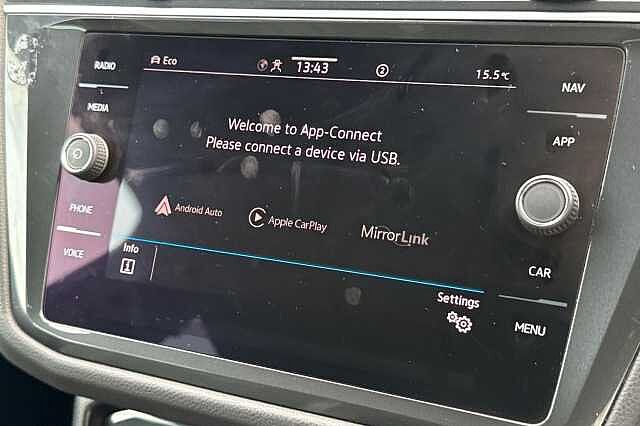 RADIO
MEDIA
PHONE
VOICE
Eco
13:43
2
15.5°C
Welcome to App-Connect
Please connect a device via USB.
Android Auto
Apple CarPlay
MirrorLink
Info
Settings
NAV
APP
CAR
MENU